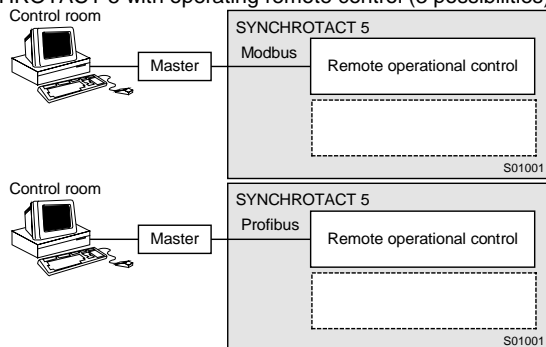 SYNCHROTACT 5 with operating remote control (3 possibilities)
Control room
SYNCHROTACT 5
Modbus
Master
Remote operational control
S01001
Control room
SYNCHROTACT 5
Profibus
Master
Remote operational control
S01001